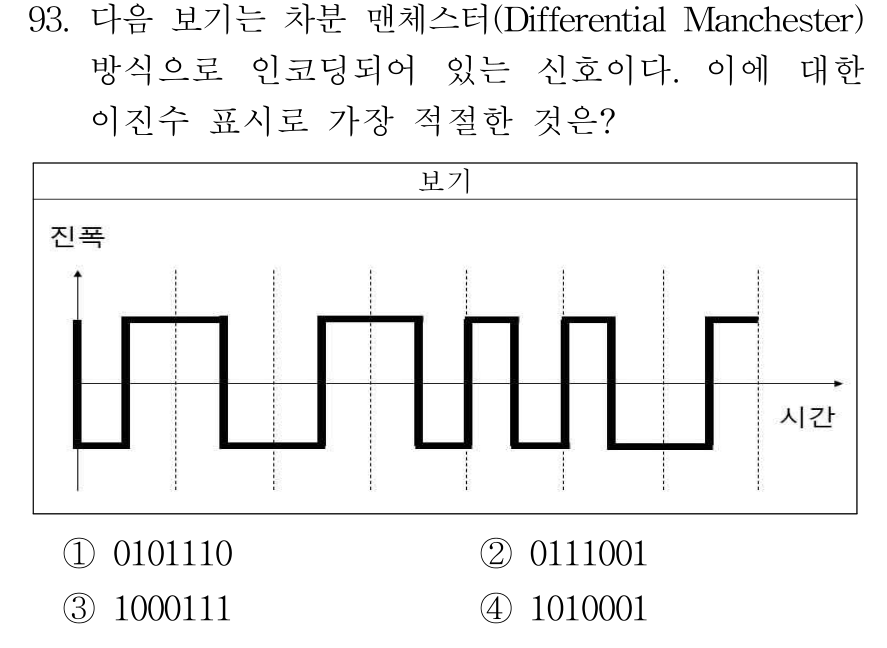 93. 다음 보기는 차분 맨체스터(Differential Manchester)
방식으로 인코딩되어 있는 신호이다. 이에 대한
이진수 표시로 가장 적절한 것은?
보기
진폭
시간
① 0101110 ② 0111001
③ 1000111 ④ 1010001